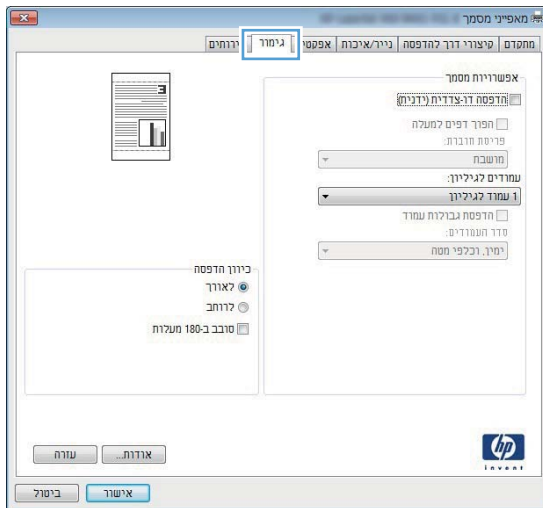 מאפייני מסמך
מתקדם
קיצורי דרך להדפסה
נייר/איכות
גימור
אפשרויות מסמך
הדפסה דו-צדדית (ידנית)
הפוך דפים למעלה
פריסת חוברת:
מושבת
עמודים לגיליון:
1 עמוד לגיליון
הדפסת גבולות עמוד
סדר העמודים:
ימין, וכלפי מטה
3
כיוון הדפסה
לאורך
לרוחב
סובב ב-180 מעלות
אודות...
עזרה
hp
invent
אישור
ביטול